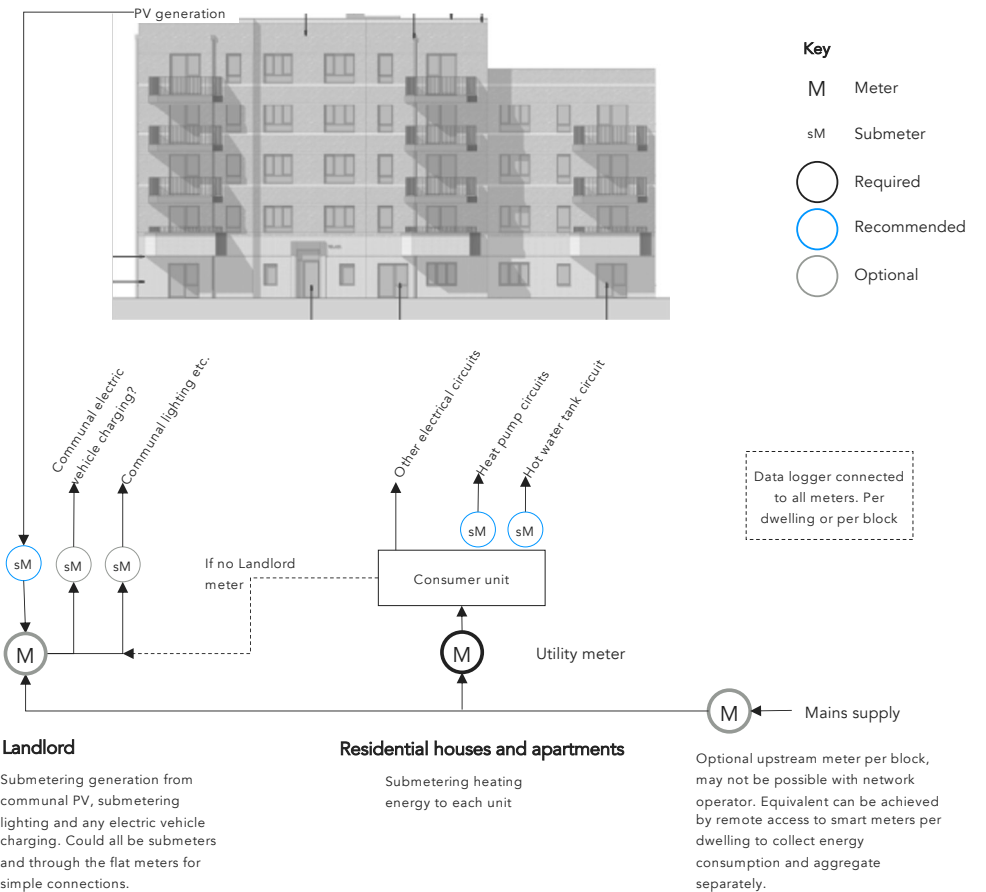 PV generation
Key
M Meter
sM Submeter
Required
Recommended
Optional
Communal electric
vehicle charging?
Communal lighting etc.
Other electrical circuits
Heat pump circuits
Hot water tank circuit
Data logger connected
to all meters. Per
dwelling or per block
sM
sM
sM
sM
sM
If no Landlord
meter
Consumer unit
M
M
Utility meter
M
Mains supply
Landlord
Submetering generation from
communal PV, submetering
lighting and any electric vehicle
charging. Could all be submeters
and through the flat meters for
simple connections.
Residential houses and apartments
Submetering heating
energy to each unit
Optional upstream meter per block,
may not be possible with network
operator. Equivalent can be achieved
by remote access to smart meters per
dwelling to collect energy
consumption and aggregate
separately.